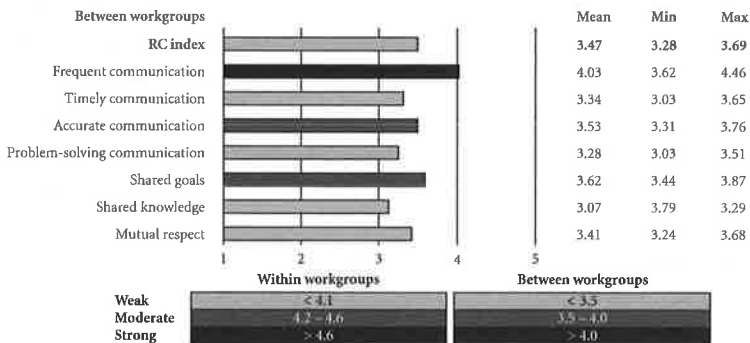 Between workgroups Mean Min Max
RC index 3.47 3.28 3.69
Frequent communication 4.03 3.62 4.46
Timely communication 3.34 3.03 3.65
Accurate communication 3.53 3.31 3.76
Problem-solving communication 3.28 3.03 3.51
Shared goals 3.62 3.44 3.87
Shared knowledge 3.07 3.79 3.29
Mutual respect 3.41 3.24 3.68
1 2 3 4 5
Within workgroups Between workgroups
Weak < 4.1 < 3.5
Moderate 4.2 – 4.6 3.5 – 4.0
Strong > 4.6 > 4.0